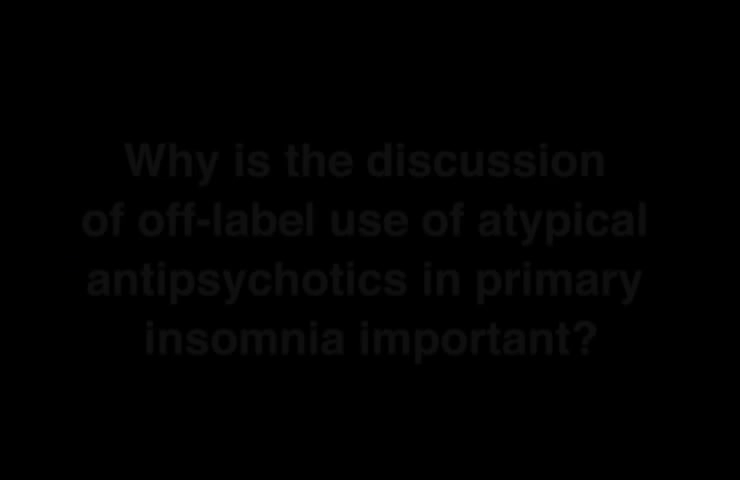 Why is the discussion
of off-label use of atypical
antipsychotics in primary
insomnia important?